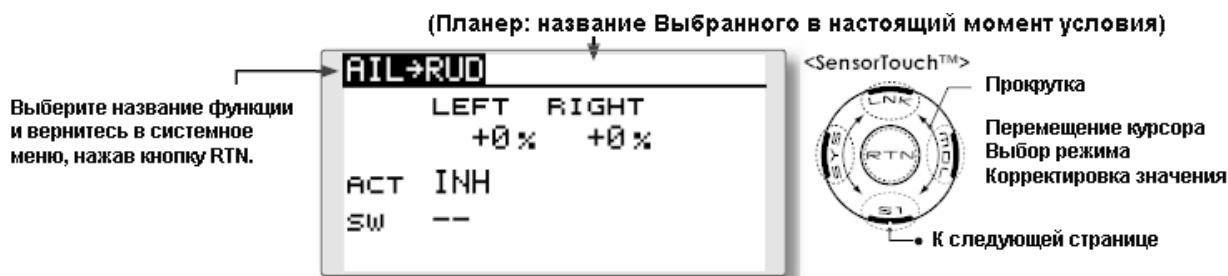 (Планер: название Выбранного в настоящий момент условия)
AIL→RUD
LEFT RIGHT
+0% +0%
ACT INH
SW --
Выберите название функции
и вернитесь в системное
меню, нажав кнопку RTN.
<SensorTouch™>
LNK
SYS
RTN
MDL
S1
Прокрутка
Перемещение курсора
Выбор режима
Корректировка значения
К следующей странице